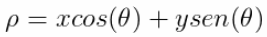 ρ = xcos(θ) + ysen(θ)